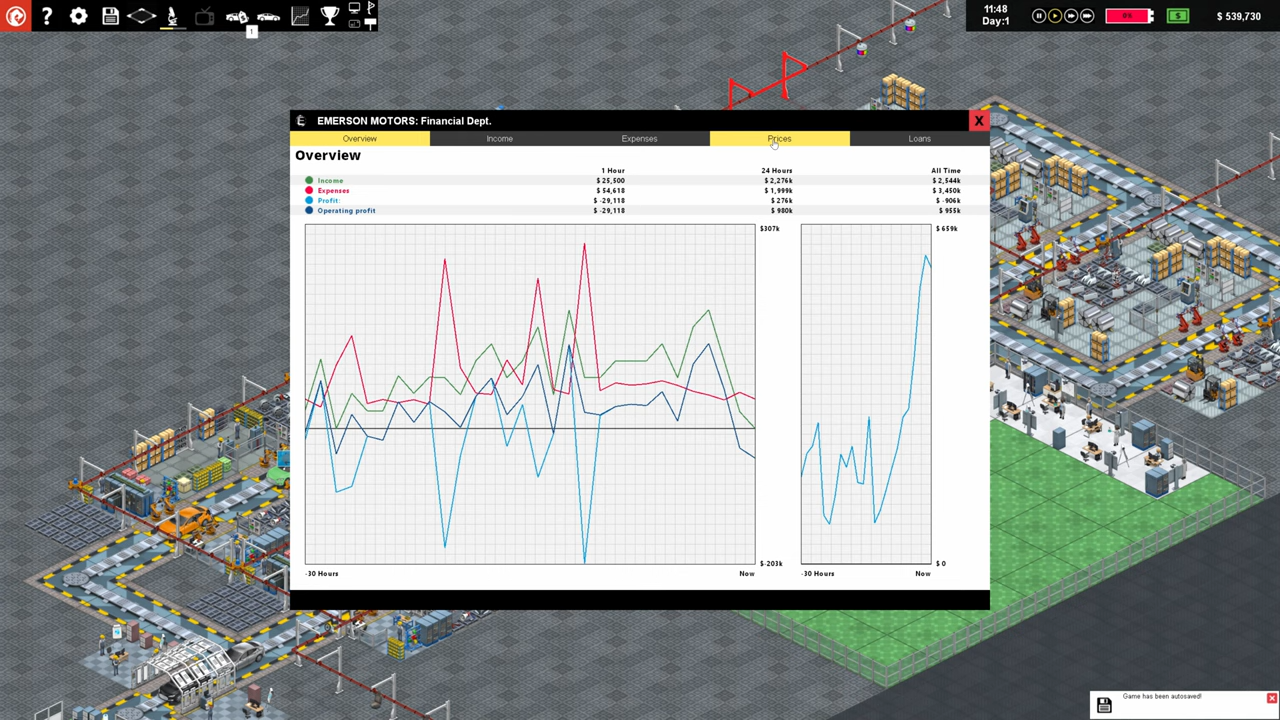 11:48
Day:1
0%
$
$ 539,730
?
1
EMERSON MOTORS: Financial Dept.
X
Overview
Income
Expenses
Prices
Loans
Overview
1 Hour
24 Hours
All Time
Income
$ 25,500
$ 2,276k
$ 2,544k
Expenses
$ 54,618
$ 1,999k
$ 3,450k
Profit:
$ -29,118
$ 276k
$ -906k
Operating profit
$ -29,118
$ 980k
$ 955k
$307k
$ 659k
$-203k
$ 0
-30 Hours
Now
-30 Hours
Now
Game has been autosaved!